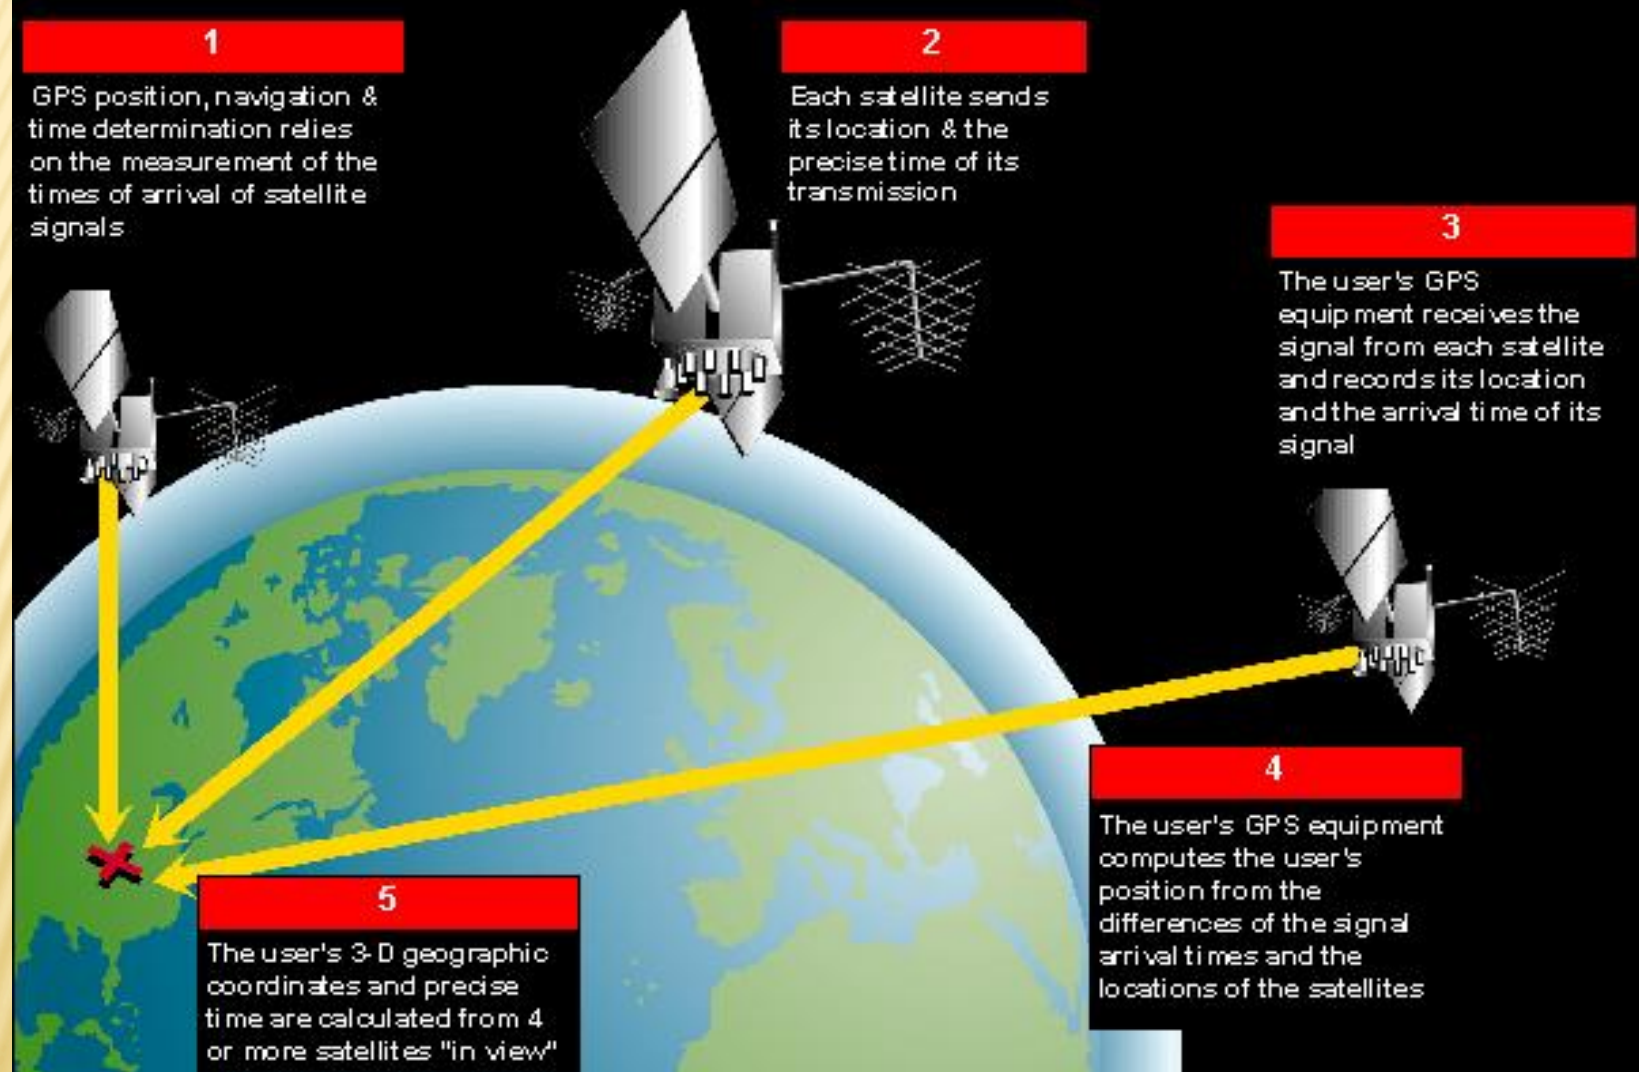 1
GPS position, navigation &
time determination relies
on the measurement of the
times of arrival of satellite
signals
2
Each satellite sends
its location & the
precise time of its
transmission
3
The user's GPS
equipment receives the
signal from each satellite
and records its location
and the arrival time of its
signal
4
The user's GPS equipment
computes the user's
position from the
differences of the signal
arrival times and the
locations of the satellites
5
The user's 3-D geographic
coordinates and precise
time are calculated from 4
or more satellites "in view"